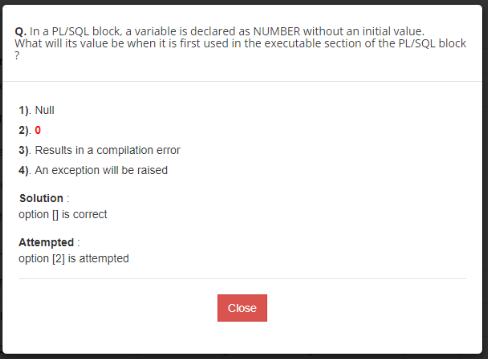 Q. In a PL/SQL block, a variable is declared as NUMBER without an initial value.
What will its value be when it is first used in the executable section of the PL/SQL block
?
1). Null
2). 0
3). Results in a compilation error
4). An exception will be raised
Solution :
option [] is correct
Attempted :
option [2] is attempted
Close